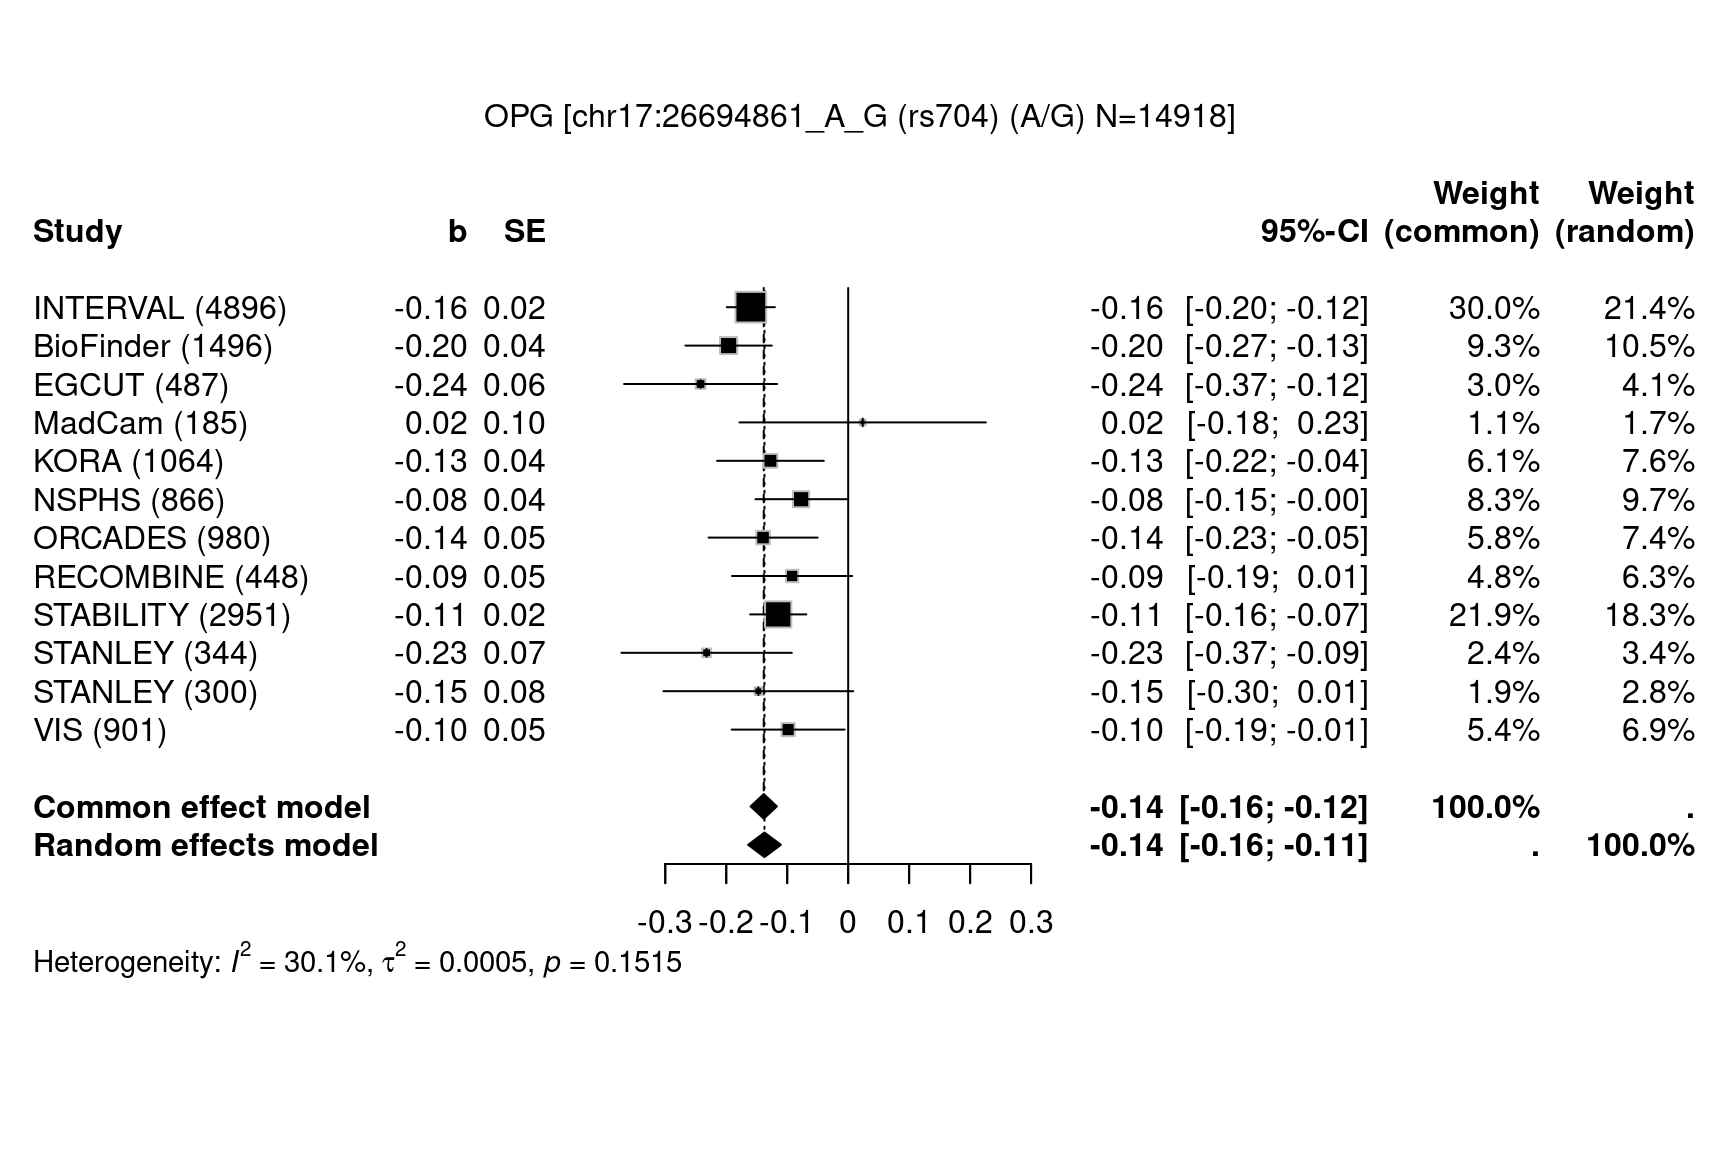 OPG [chr17:26694861_A_G (rs704) (A/G) N=14918]
Weight Weight
Study b SE 95%-CI (common) (random)
INTERVAL (4896) -0.16 0.02 -0.16 [-0.20; -0.12] 30.0% 21.4%
BioFinder (1496) -0.20 0.04 -0.20 [-0.27; -0.13] 9.3% 10.5%
EGCUT (487) -0.24 0.06 -0.24 [-0.37; -0.12] 3.0% 4.1%
MadCam (185) 0.02 0.10 0.02 [-0.18; 0.23] 1.1% 1.7%
KORA (1064) -0.13 0.04 -0.13 [-0.22; -0.04] 6.1% 7.6%
NSPHS (866) -0.08 0.04 -0.08 [-0.15; -0.00] 8.3% 9.7%
ORCADES (980) -0.14 0.05 -0.14 [-0.23; -0.05] 5.8% 7.4%
RECOMBINE (448) -0.09 0.05 -0.09 [-0.19; 0.01] 4.8% 6.3%
STABILITY (2951) -0.11 0.02 -0.11 [-0.16; -0.07] 21.9% 18.3%
STANLEY (344) -0.23 0.07 -0.23 [-0.37; -0.09] 2.4% 3.4%
STANLEY (300) -0.15 0.08 -0.15 [-0.30; 0.01] 1.9% 2.8%
VIS (901) -0.10 0.05 -0.10 [-0.19; -0.01] 5.4% 6.9%
Common effect model -0.14 [-0.16; -0.12] 100.0% .
Random effects model -0.14 [-0.16; -0.11] . 100.0%
-0.3 -0.2 -0.1 0 0.1 0.2 0.3
Heterogeneity: I² = 30.1%, τ² = 0.0005, p = 0.1515